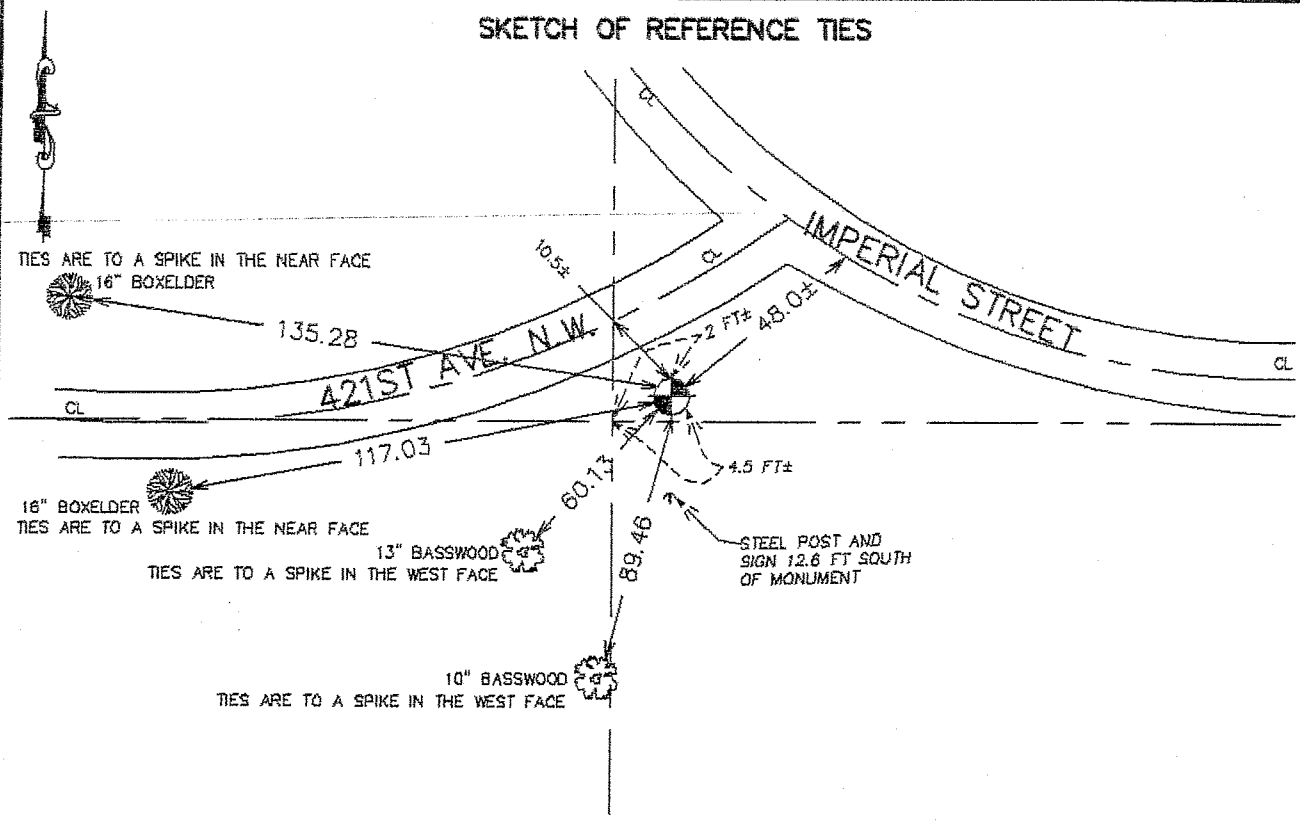 SKETCH OF REFERENCE TIES
CL
IMPERIAL STREET
TIES ARE TO A SPIKE IN THE NEAR FACE
16" BOXELDER
10.5±
CL
135.28
2 FT±
48.0±
421ST AVE. N.W.
CL
CL
117.03
4.5 FT±
60.13
16" BOXELDER
TIES ARE TO A SPIKE IN THE NEAR FACE
13" BASSWOOD
TIES ARE TO A SPIKE IN THE WEST FACE
89.46
STEEL POST AND
SIGN 12.6 FT SOUTH
OF MONUMENT
10" BASSWOOD
TIES ARE TO A SPIKE IN THE WEST FACE